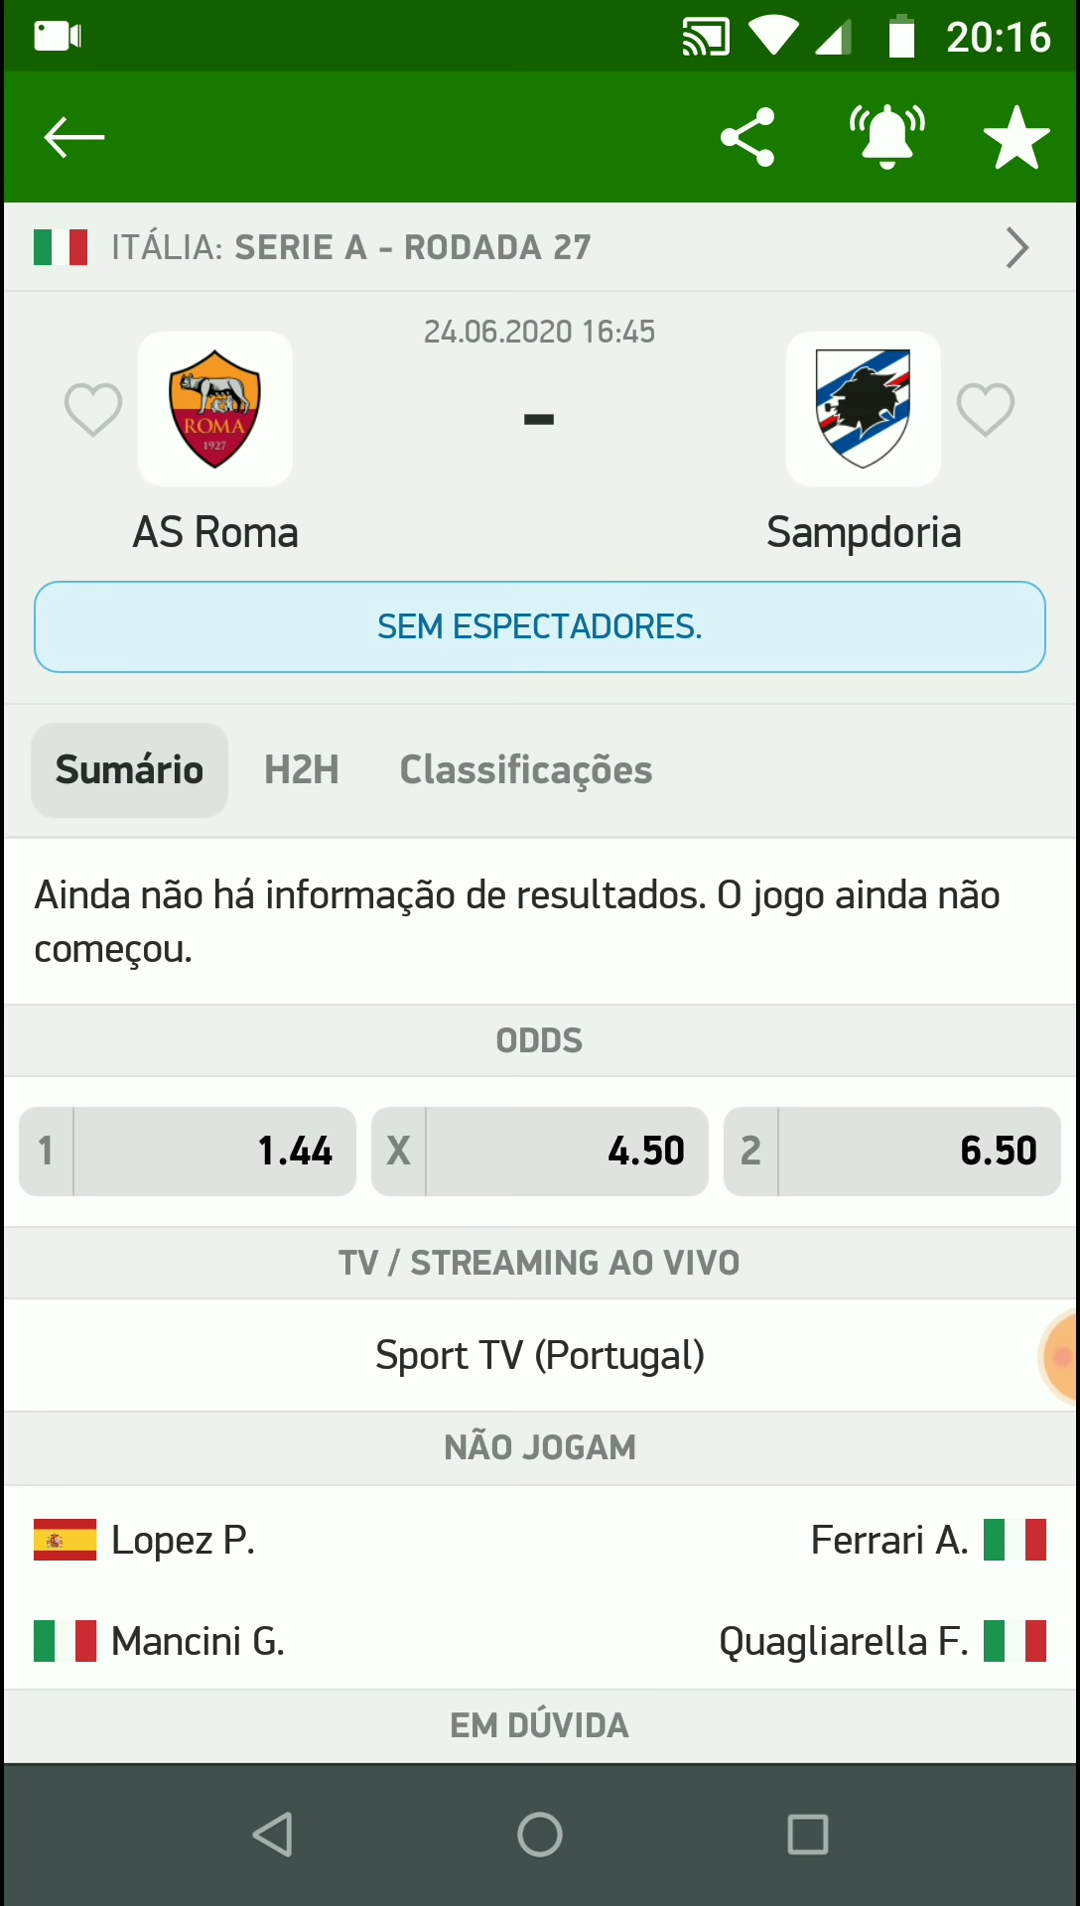 20:16
ITÁLIA: SERIE A - RODADA 27
24.06.2020 16:45
ROMA
1927
-
AS Roma
Sampdoria
SEM ESPECTADORES.
Sumário H2H Classificações
Ainda não há informação de resultados. O jogo ainda não
começou.
ODDS
1 1.44 X 4.50 2 6.50
TV / STREAMING AO VIVO
Sport TV (Portugal)
NÃO JOGAM
Lopez P. Ferrari A.
Mancini G. Quagliarella F.
EM DÚVIDA